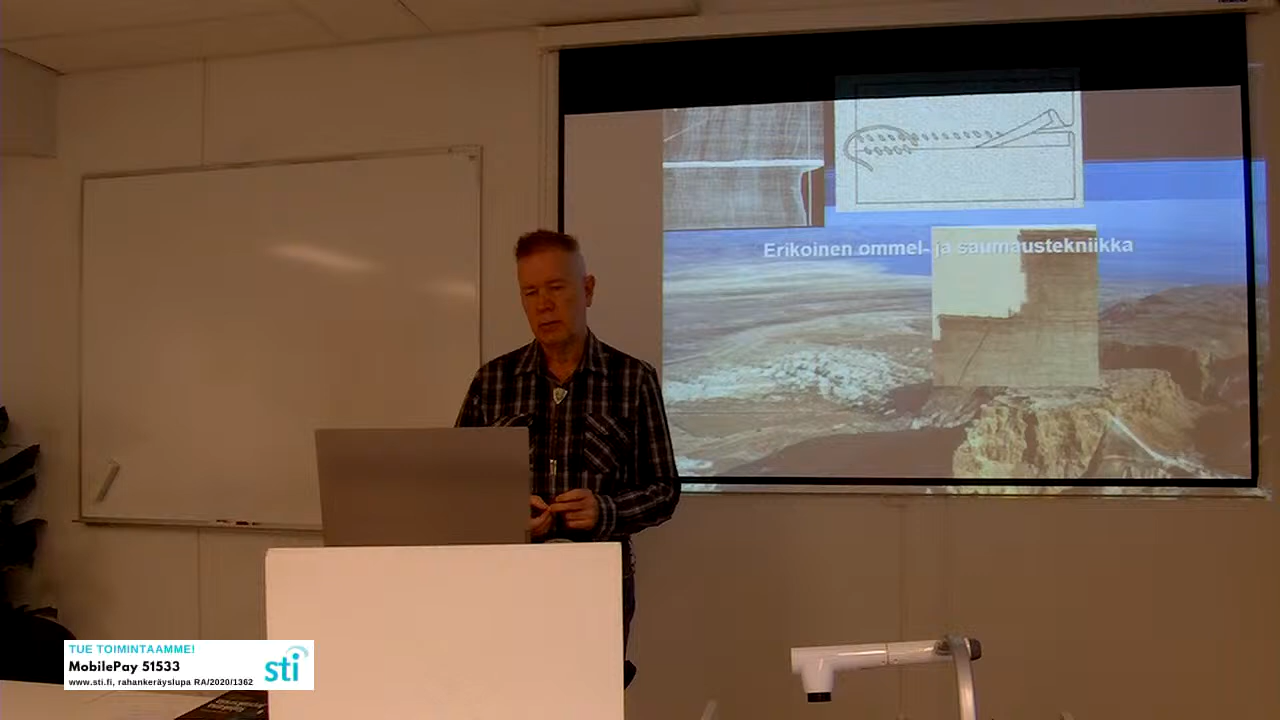 Erikoinen ommel- ja saumaustekniikka
TUE TOIMINTAAMME!
MobilePay 51533
www.sti.fi, rahankeräyslupa RA/2020/1362
sti